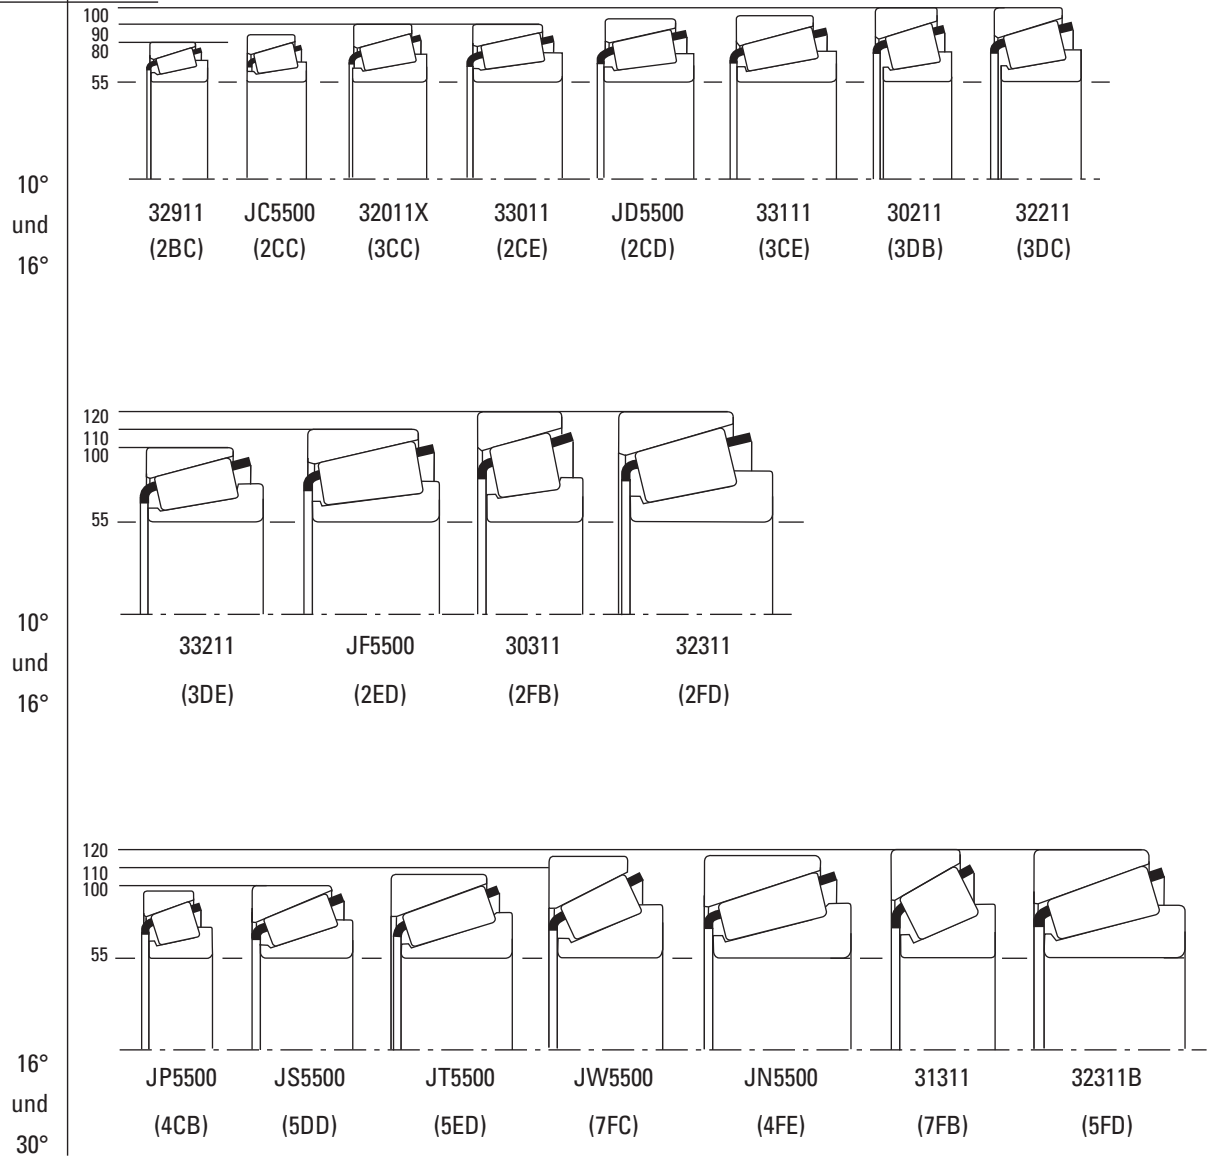 100
90
80
55
10°
und
16°
32911 JC5500 32011X 33011 JD5500 33111 30211 32211
(2BC) (2CC) (3CC) (2CE) (2CD) (3CE) (3DB) (3DC)
120
110
100
55
10°
und
16°
33211 JF5500 30311 32311
(3DE) (2ED) (2FB) (2FD)
120
110
100
55
16°
und
30°
JP5500 JS5500 JT5500 JW5500 JN5500 31311 32311B
(4CB) (5DD) (5ED) (7FC) (4FE) (7FB) (5FD)